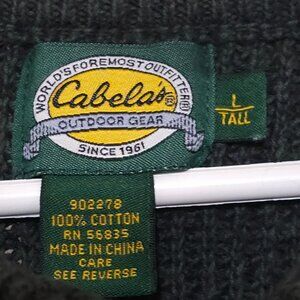 WORLD'S FOREMOST OUTFITTER®
Cabela's®
OUTDOOR GEAR
SINCE 1961
L
TALL
902278
100% COTTON
RN 56835
MADE IN CHINA
CARE
SEE REVERSE